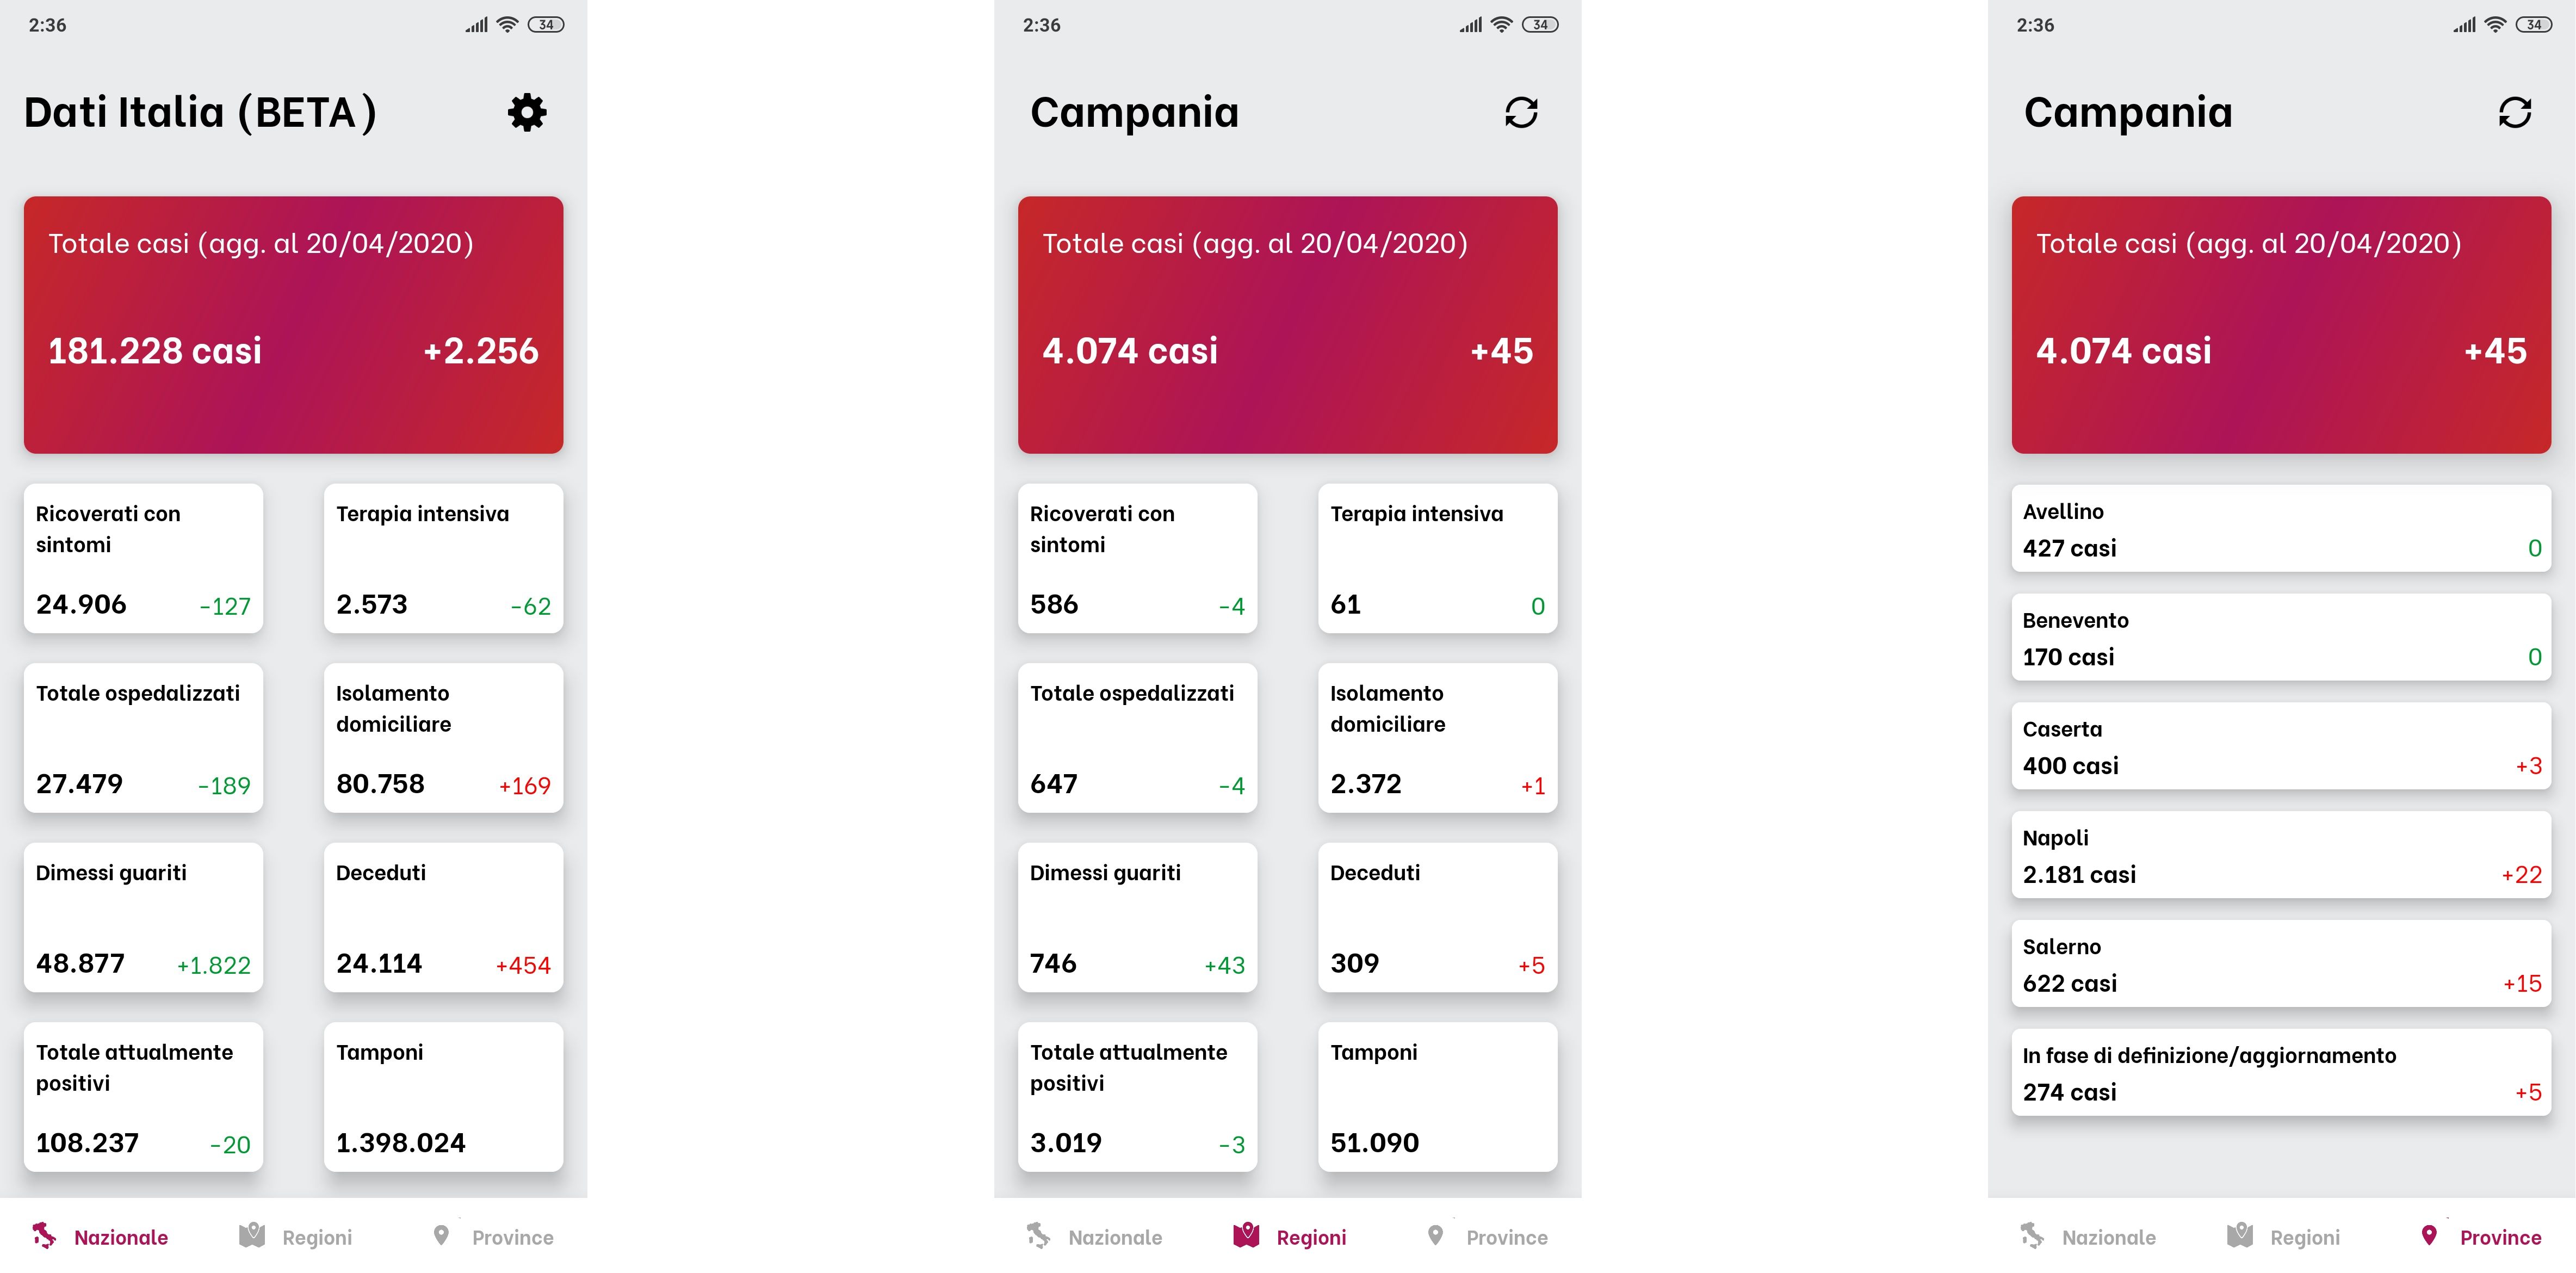 2:36
34
Dati Italia (BETA)
Totale casi (agg. al 20/04/2020)
181.228 casi +2.256
Ricoverati con
sintomi
24.906 -127
Terapia intensiva
2.573 -62
Totale ospedalizzati
27.479 -189
Isolamento
domiciliare
80.758 +169
Dimessi guariti
48.877 +1.822
Deceduti
24.114 +454
Totale attualmente
positivi
108.237 -20
Tamponi
1.398.024
Nazionale Regioni Province
2:36
34
Campania
Totale casi (agg. al 20/04/2020)
4.074 casi +45
Ricoverati con
sintomi
586 -4
Terapia intensiva
61 0
Totale ospedalizzati
647 -4
Isolamento
domiciliare
2.372 +1
Dimessi guariti
746 +43
Deceduti
309 +5
Totale attualmente
positivi
3.019 -3
Tamponi
51.090
Nazionale Regioni Province
2:36
34
Campania
Totale casi (agg. al 20/04/2020)
4.074 casi +45
Avellino
427 casi 0
Benevento
170 casi 0
Caserta
400 casi +3
Napoli
2.181 casi +22
Salerno
622 casi +15
In fase di definizione/aggiornamento
274 casi +5
Nazionale Regioni Province